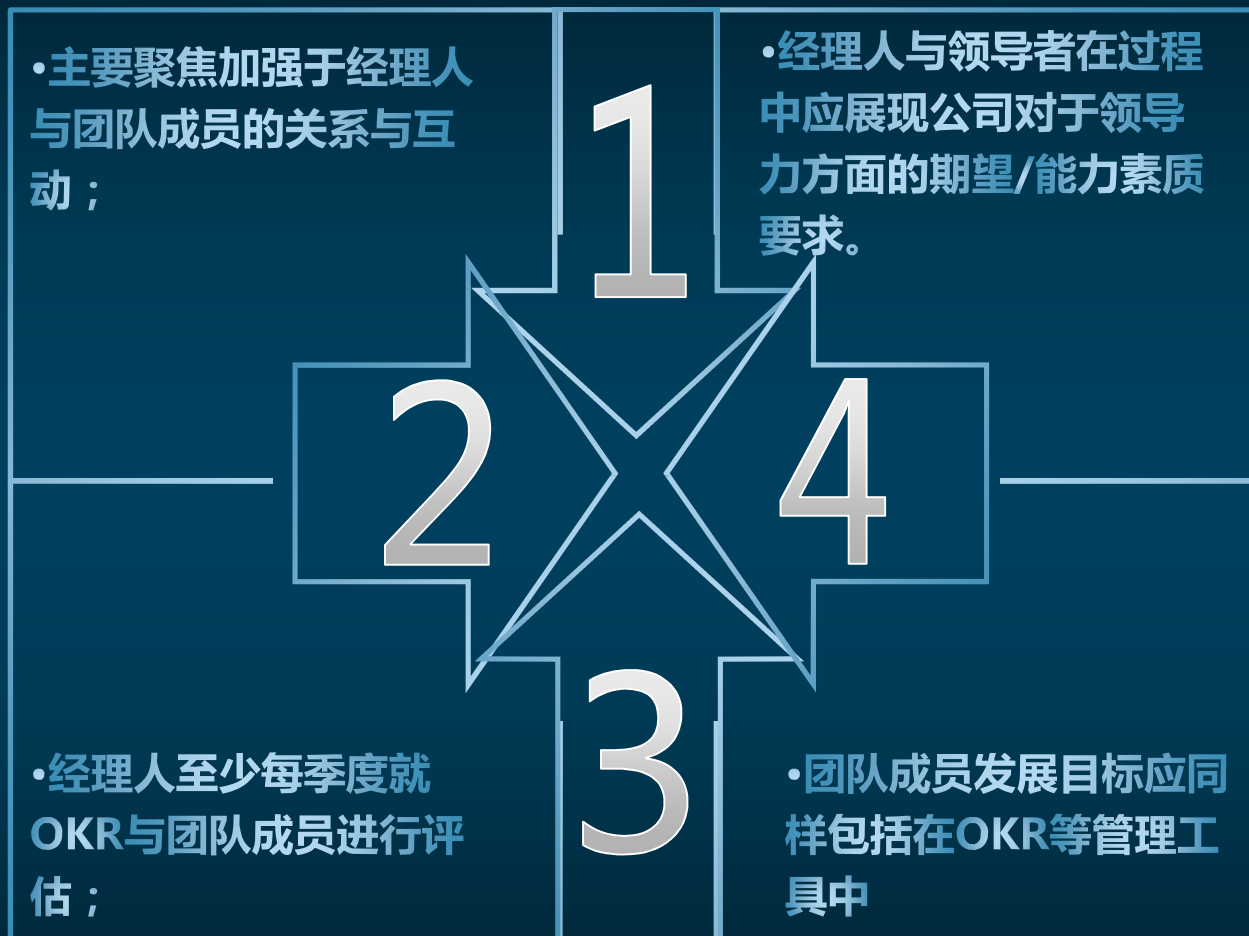 •主要聚焦加强于经理人
与团队成员的关系与互
动；
1
•经理人与领导者在过程
中应展现公司对于领导
力方面的期望/能力素质
要求。
2
4
3
•经理人至少每季度就
OKR与团队成员进行评
估；
•团队成员发展目标应同
样包括在OKR等管理工
具中